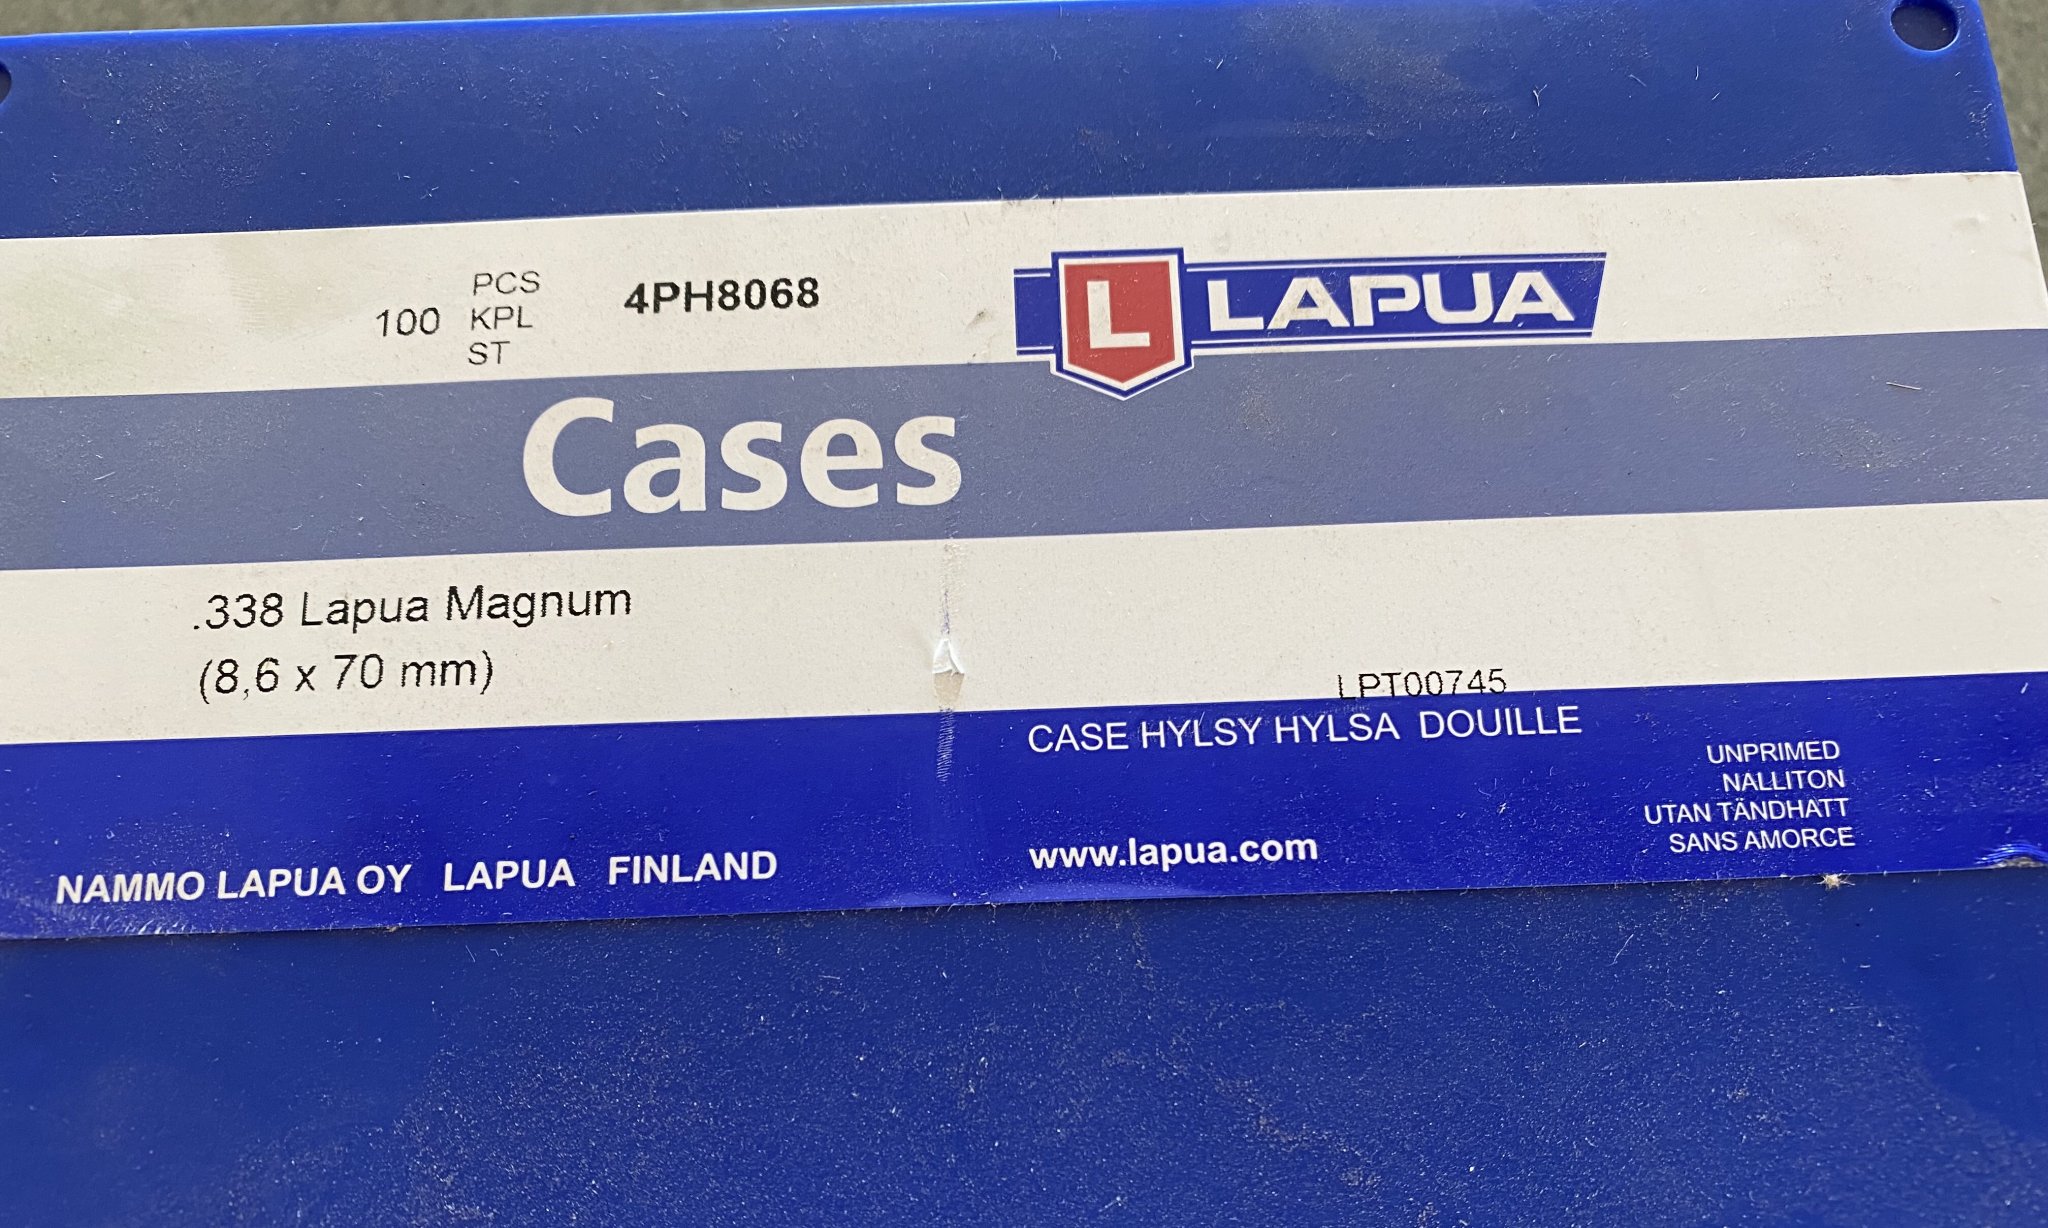 100 PCS
KPL
ST
4PH8068
L LAPUA
Cases
.338 Lapua Magnum
(8,6 x 70 mm)
LPT00745
CASE HYLSY HYLSA DOUILLE
UNPRIMED
NALLITON
UTAN TÄNDHATT
SANS AMORCE
www.lapua.com
NAMMO LAPUA OY LAPUA FINLAND